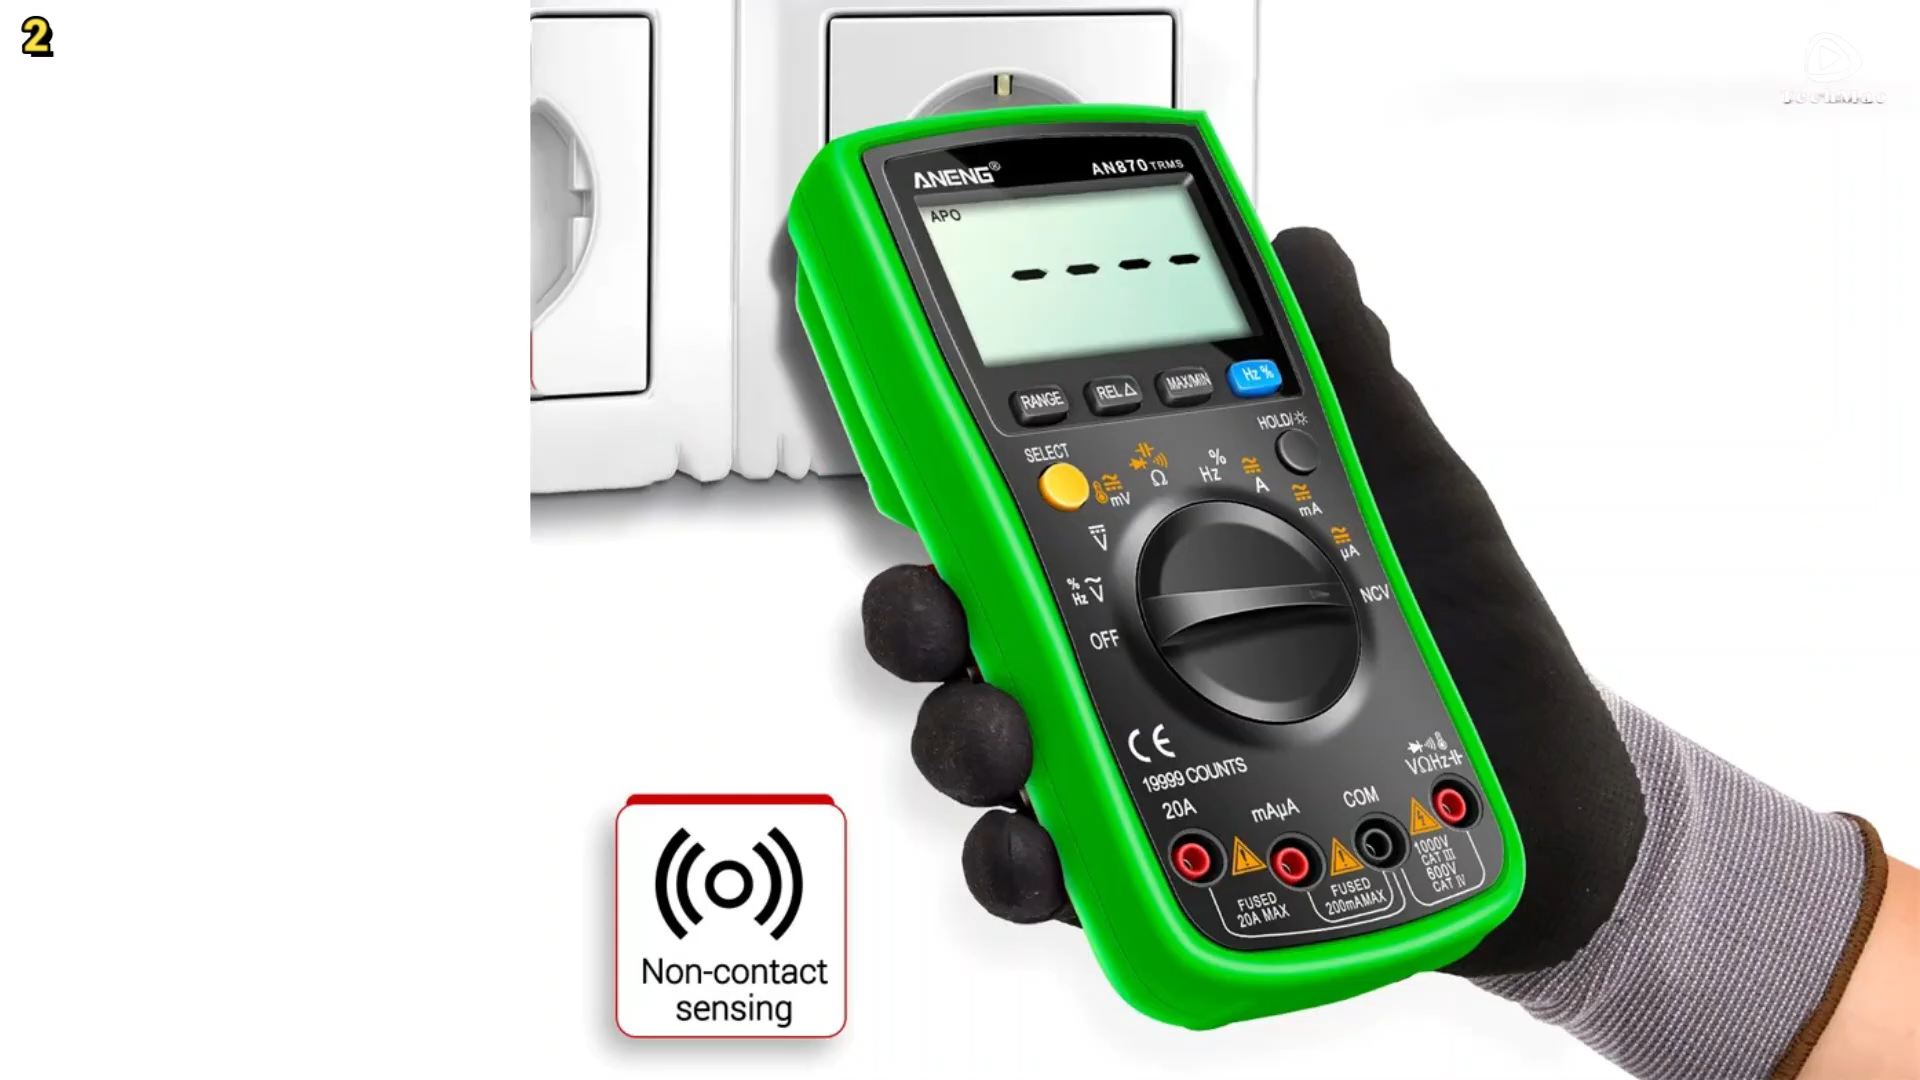 2
TechMac
ANENG®
AN870 TRMS
APO
- - - -
RANGE
REL △
MAX/MIN
Hz %
HOLD/
SELECT
mV
Ω
%
Hz
A
mA
µA
V
%
Hz V
NCV
OFF
CE
19999 COUNTS
20A
mAµA
COM
VΩHz
FUSED
20A MAX
FUSED
200mAMAX
1000V
CAT III
600V
CAT IV
Non-contact
sensing